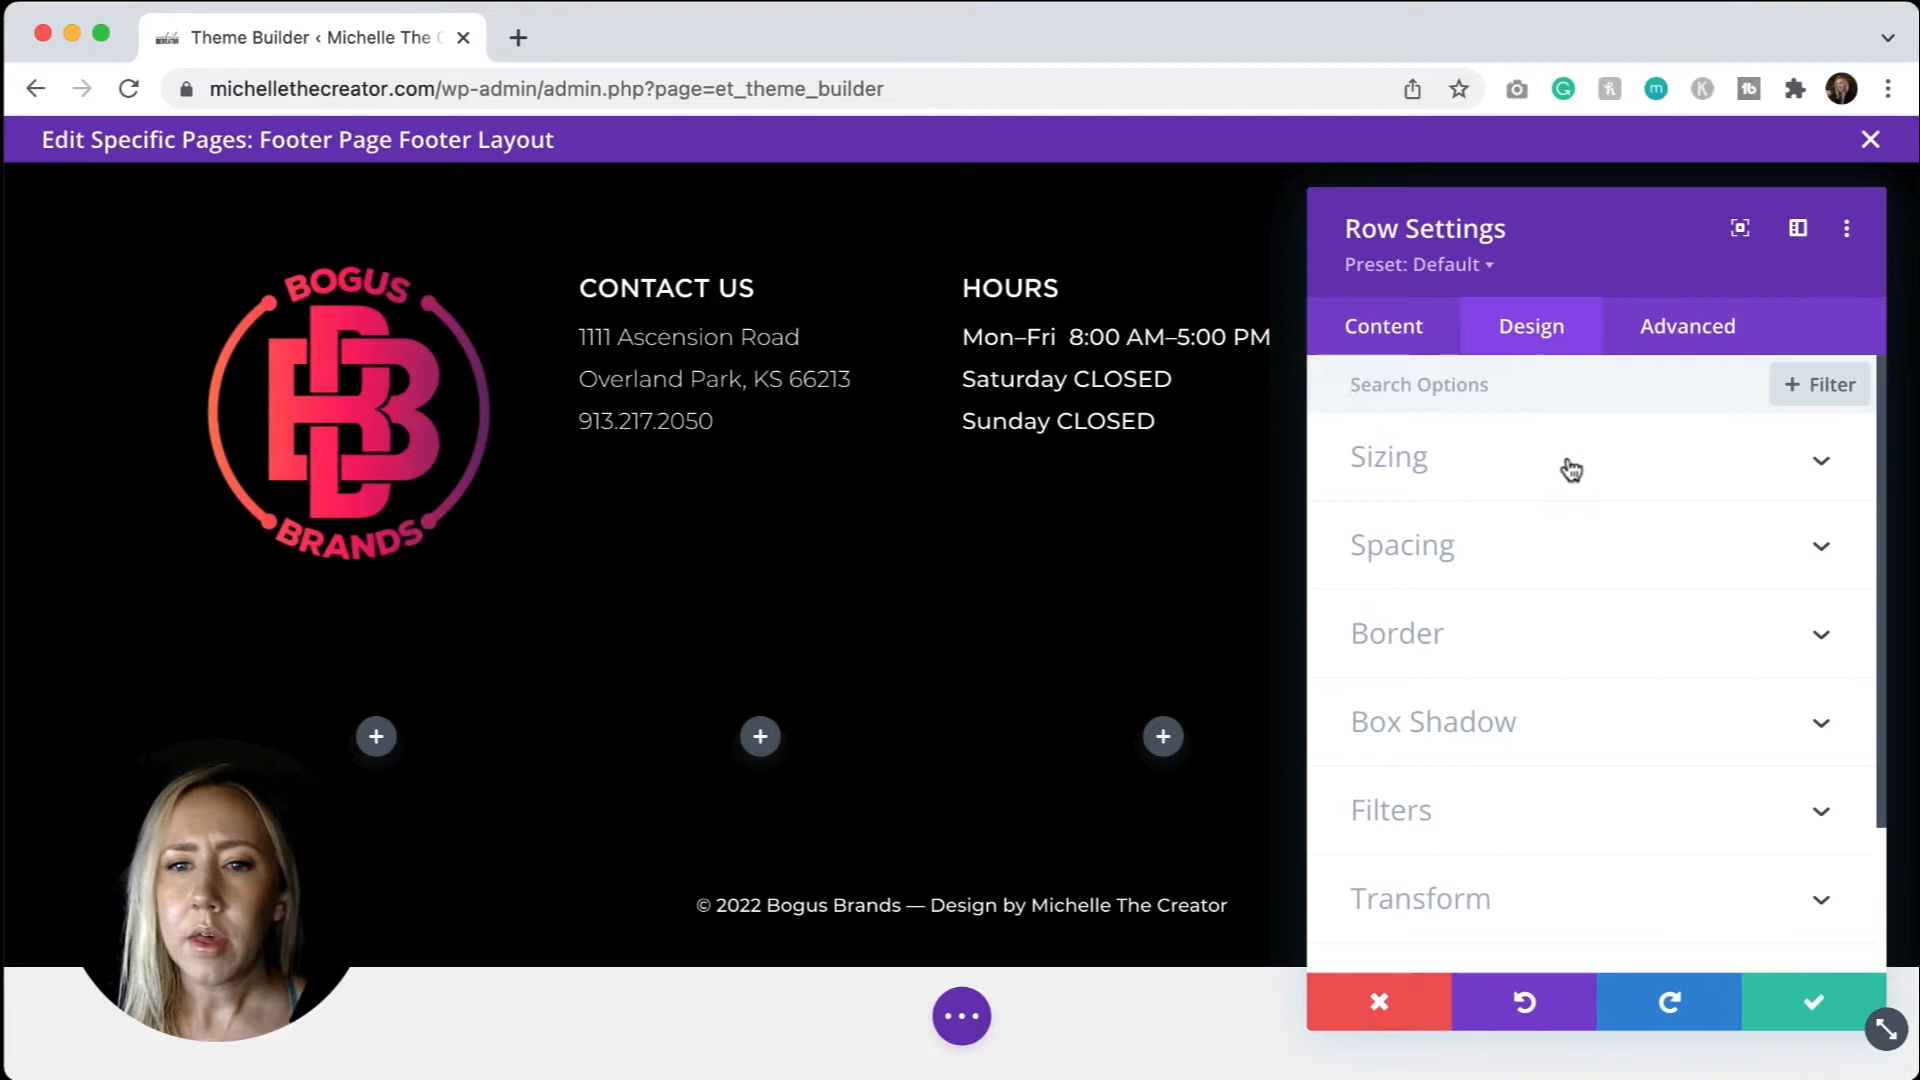 Theme Builder ‹ Michelle The C
michellethecreator.com/wp-admin/admin.php?page=et_theme_builder
Edit Specific Pages: Footer Page Footer Layout
Row Settings
Preset: Default
Content
Design
Advanced
Search Options
+ Filter
Sizing
Spacing
Border
Box Shadow
Filters
Transform
BOGUS
BRANDS
CONTACT US
1111 Ascension Road
Overland Park, KS 66213
913.217.2050
HOURS
Mon–Fri 8:00 AM–5:00 PM
Saturday CLOSED
Sunday CLOSED
© 2022 Bogus Brands — Design by Michelle The Creator